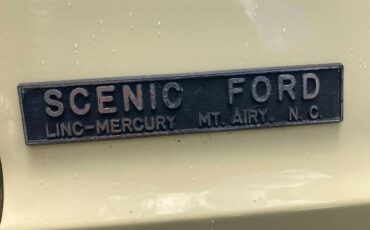 SCENIC FORD
LINC-MERCURY MT. AIRY, N. C.